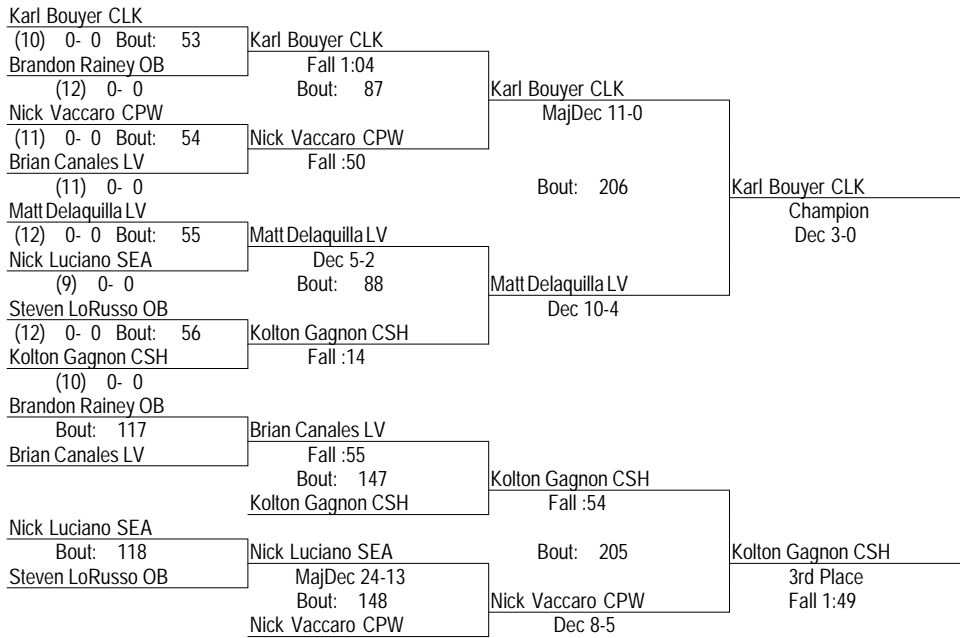 Karl Bouyer CLK
(10) 0- 0 Bout: 53 Karl Bouyer CLK
Brandon Rainey OB Fall 1:04
(12) 0- 0 Bout: 87 Karl Bouyer CLK
Nick Vaccaro CPW MajDec 11-0
(11) 0- 0 Bout: 54 Nick Vaccaro CPW
Brian Canales LV Fall :50
(11) 0- 0 Bout: 206 Karl Bouyer CLK
Matt Delaquilla LV Champion
(12) 0- 0 Bout: 55 Matt Delaquilla LV Dec 3-0
Nick Luciano SEA Dec 5-2
(9) 0- 0 Bout: 88 Matt Delaquilla LV
Steven LoRusso OB Dec 10-4
(12) 0- 0 Bout: 56 Kolton Gagnon CSH
Kolton Gagnon CSH Fall :14
(10) 0- 0
Brandon Rainey OB
Bout: 117 Brian Canales LV
Brian Canales LV Fall :55
Bout: 147 Kolton Gagnon CSH
Kolton Gagnon CSH Fall :54
Nick Luciano SEA
Bout: 118 Nick Luciano SEA Bout: 205 Kolton Gagnon CSH
Steven LoRusso OB MajDec 24-13 3rd Place
Bout: 148 Nick Vaccaro CPW Fall 1:49
Nick Vaccaro CPW Dec 8-5